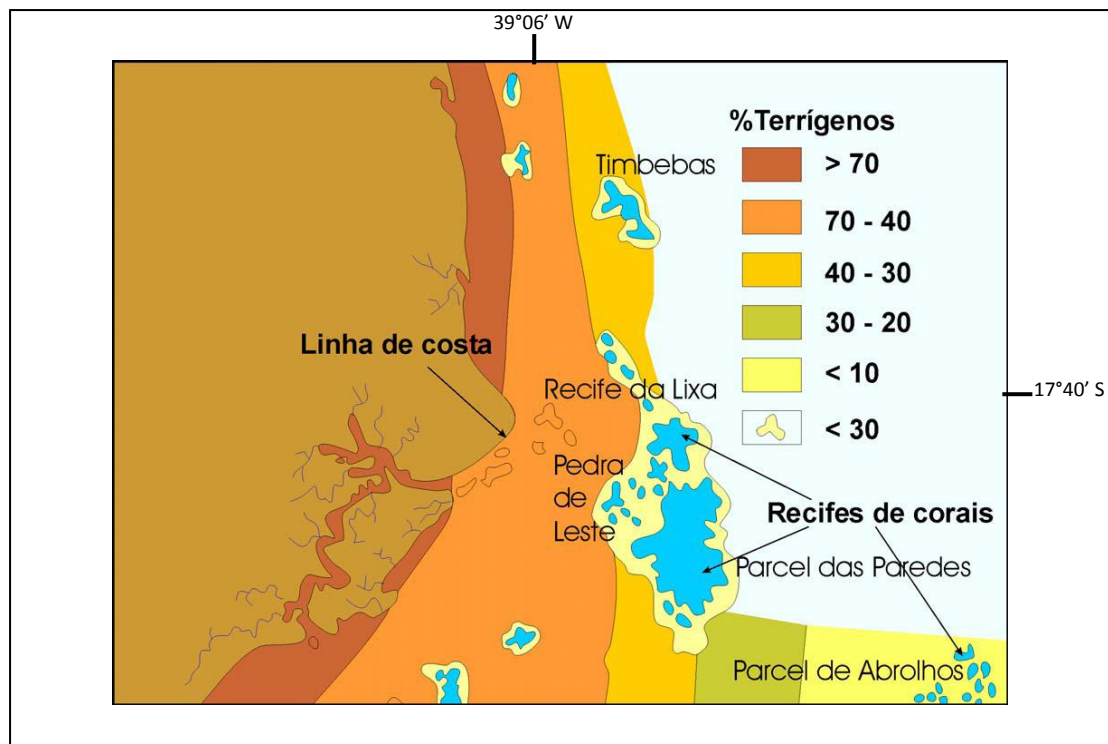 39°06’ W
%Terrígenos
> 70
Timbebas
70 - 40
40 - 30
30 - 20
Linha de costa
< 10
Recife da Lixa
17°40’ S
< 30
Pedra
de
Leste
Recifes de corais
Parcel das Paredes
Parcel de Abrolhos